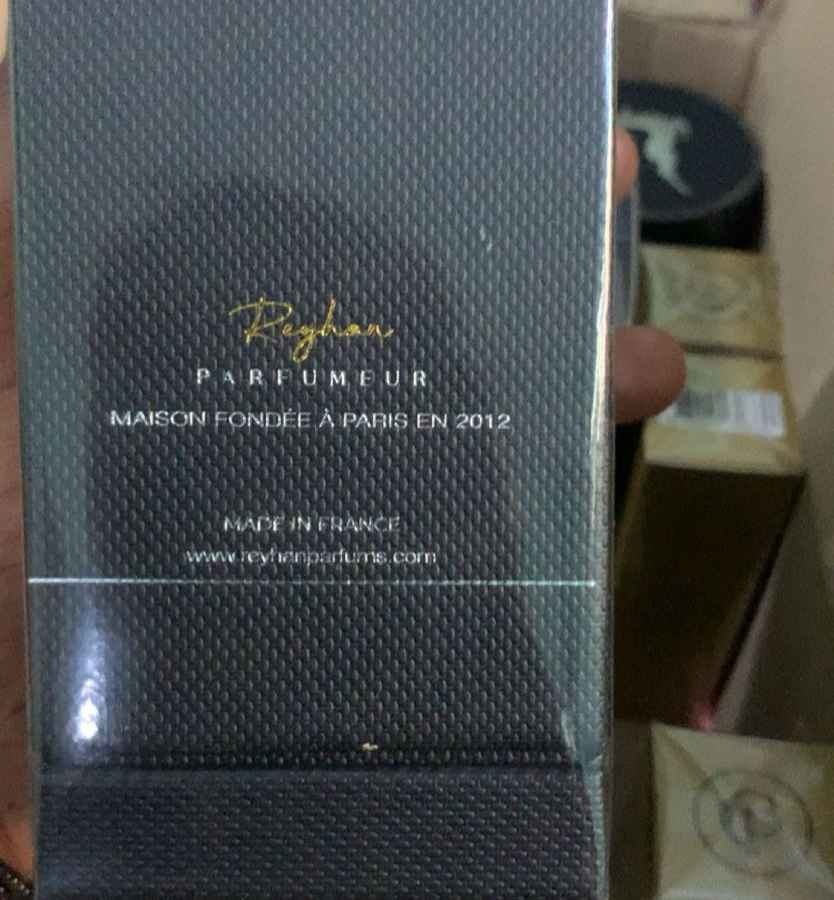 Reyhan
PARFUMEUR
MAISON FONDÉE À PARIS EN 2012
MADE IN FRANCE
www.reyhanparfums.com